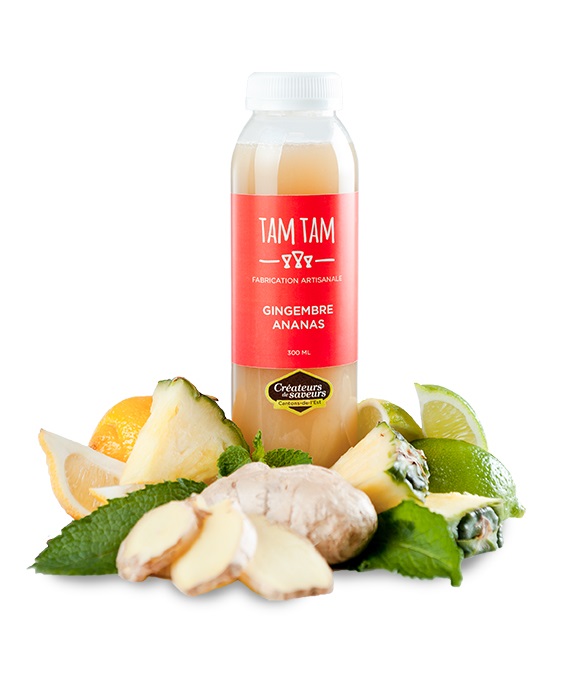 TAM TAM
FABRICATION ARTISANALE
GINGEMBRE
ANANAS
300 ML
Créateurs
de saveurs
Cantons-de-l'Est